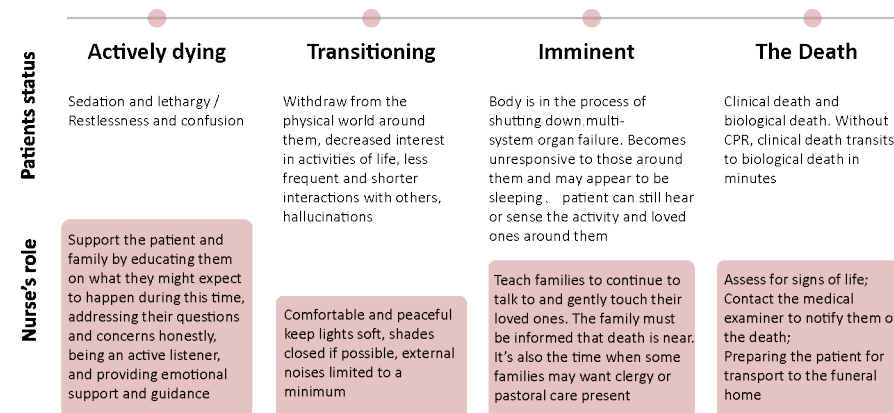 Actively dying
Transitioning
Imminent
The Death
Patients status
Sedation and lethargy /
Restlessness and confusion
Withdraw from the
physical world around
them, decreased interest
in activities of life, less
frequent and shorter
interactions with others,
hallucinations
Body is in the process of
shutting down,multi-
system organ failure. Becomes
unresponsive to those around
them and may appear to be
sleeping， patient can still hear
or sense the activity and loved
ones around them
Clinical death and
biological death. Without
CPR, clinical death transits
to biological death in
minutes
Nurse's role
Support the patient and
family by educating them
on what they might expect
to happen during this time,
addressing their questions
and concerns honestly,
being an active listener,
and providing emotional
support and guidance
Comfortable and peaceful
keep lights soft, shades
closed if possible, external
noises limited to a
minimum
Teach families to continue to
talk to and gently touch their
loved ones. The family must
be informed that death is near.
It's also the time when some
families may want clergy or
pastoral care present
Assess for signs of life;
Contact the medical
examiner to notify them o
the death;
Preparing the patient for
transport to the funeral
home